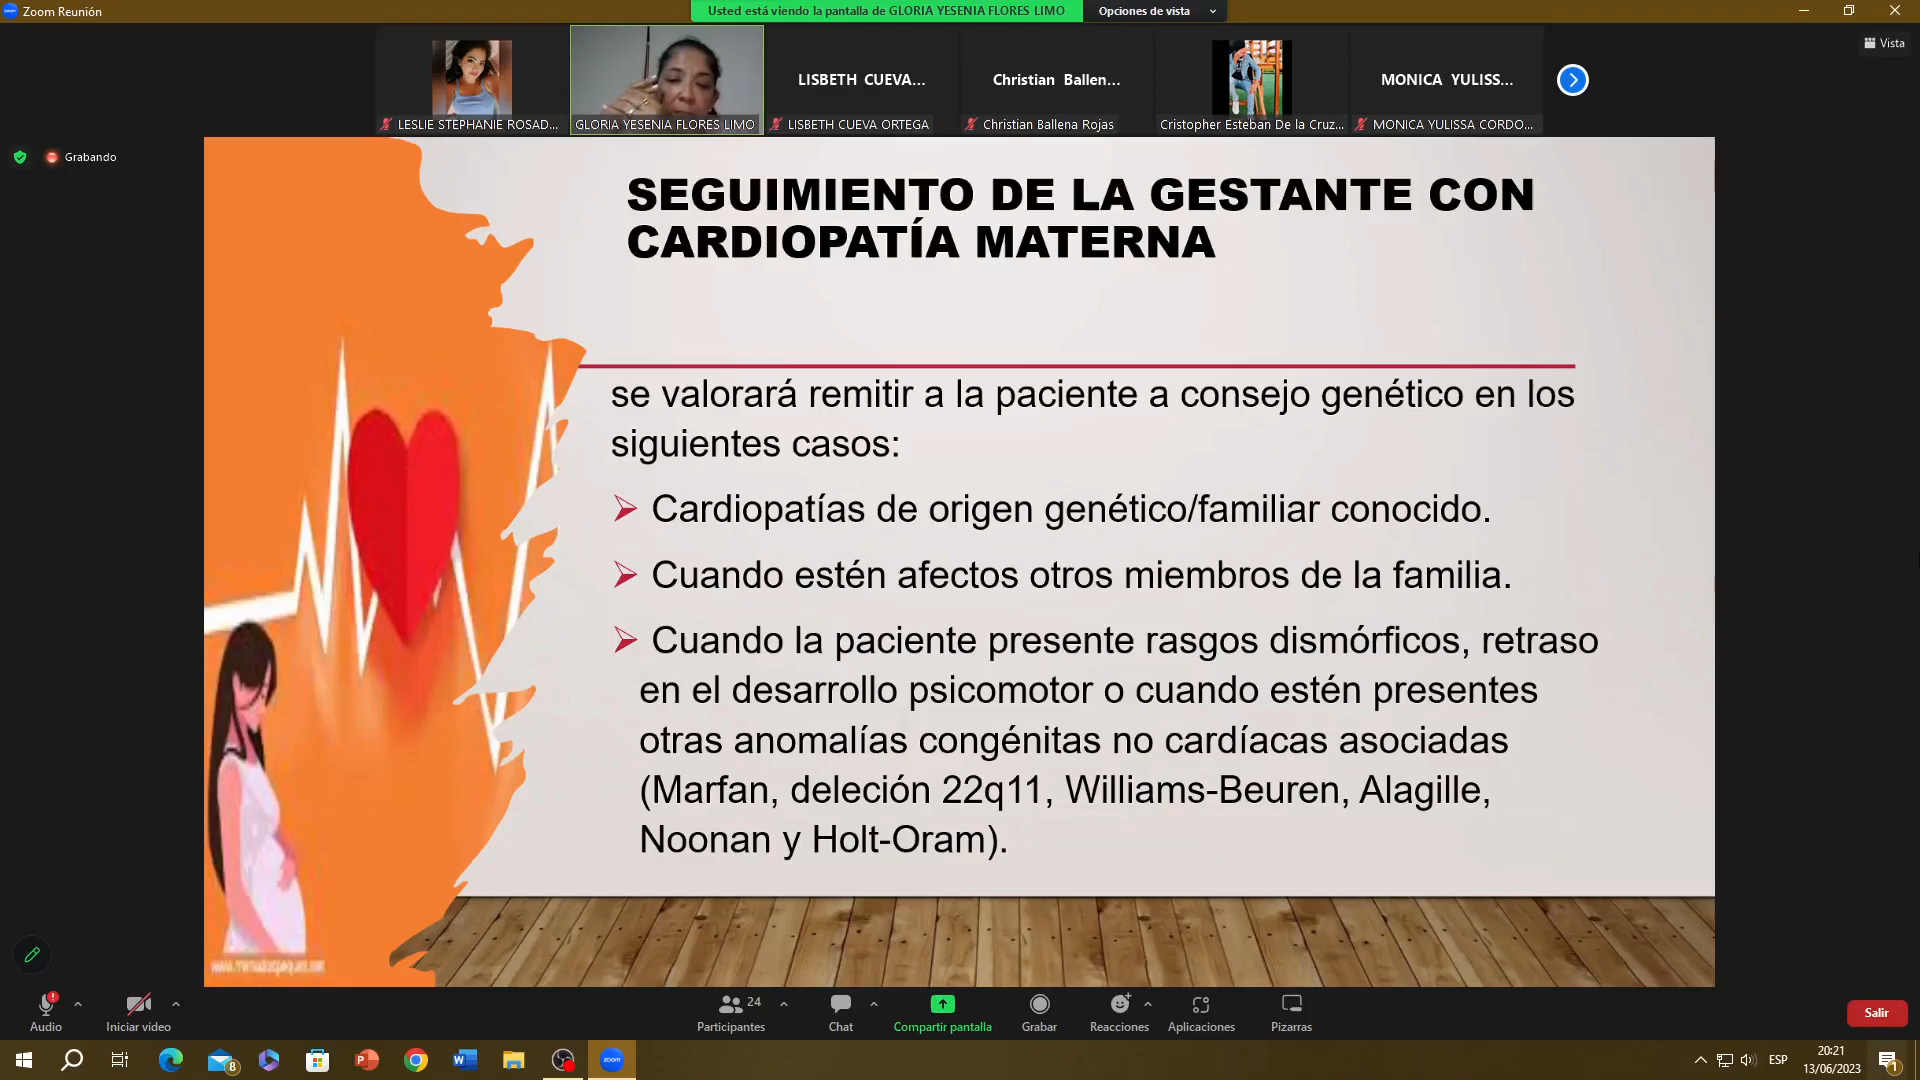 Zoom Reunión
Usted está viendo la pantalla de GLORIA YESENIA FLORES LIMO
Opciones de vista
Vista
LISBETH CUEVA...
Christian Ballen...
MONICA YULISS...
LESLIE STEPHANIE ROSAD...
GLORIA YESENIA FLORES LIMO
LISBETH CUEVA ORTEGA
Christian Ballena Rojas
Cristopher Esteban De la Cruz...
MONICA YULISSA CORDO...
Grabando
SEGUIMIENTO DE LA GESTANTE CON
CARDIOPATÍA MATERNA
se valorará remitir a la paciente a consejo genético en los
siguientes casos:
Cardiopatías de origen genético/familiar conocido.
Cuando estén afectos otros miembros de la familia.
Cuando la paciente presente rasgos dismórficos, retraso
en el desarrollo psicomotor o cuando estén presentes
otras anomalías congénitas no cardíacas asociadas
(Marfan, deleción 22q11, Williams-Beuren, Alagille,
Noonan y Holt-Oram).
Audio
Iniciar vídeo
24
Participantes
Chat
Compartir pantalla
Grabar
Reacciones
Aplicaciones
Pizarras
Salir
8
zoom
ESP
20:21
13/06/2023
1